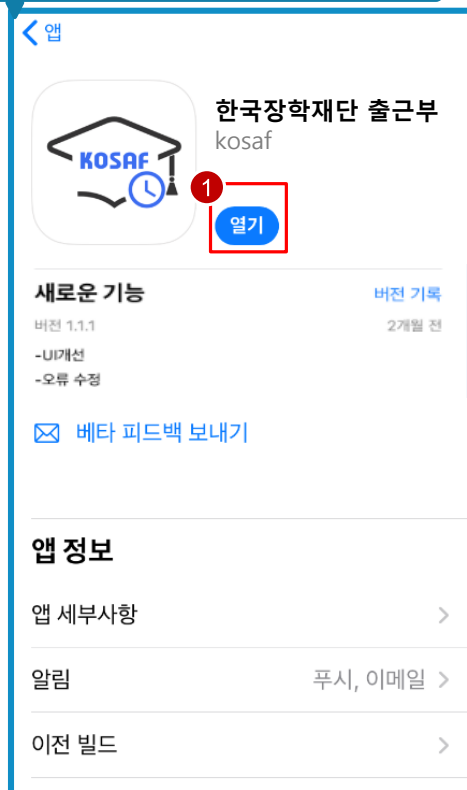 앱
한국장학재단 출근부
kosaf
KOSAF
1
열기
새로운 기능
버전 기록
버전 1.1.1
2개월 전
-UI개선
-오류 수정
베타 피드백 보내기
앱 정보
앱 세부사항
알림
푸시, 이메일
이전 빌드